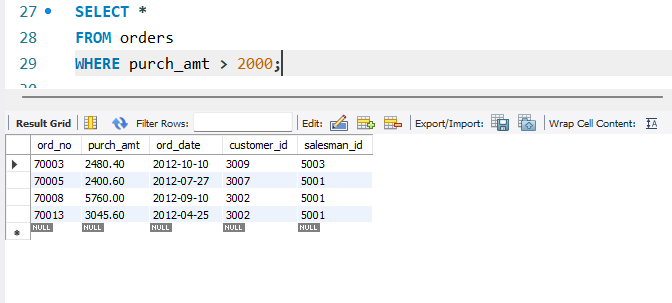 27 SELECT *
28 FROM orders
29 WHERE purch_amt > 2000;
Result Grid Filter Rows: Edit: Export/Import: Wrap Cell Content:
ord_no purch_amt ord_date customer_id salesman_id
70003 2480.40 2012-10-10 3009 5003
70005 2400.60 2012-07-27 3007 5001
70008 5760.00 2012-09-10 3002 5001
70013 3045.60 2012-04-25 3002 5001
NULL NULL NULL NULL NULL